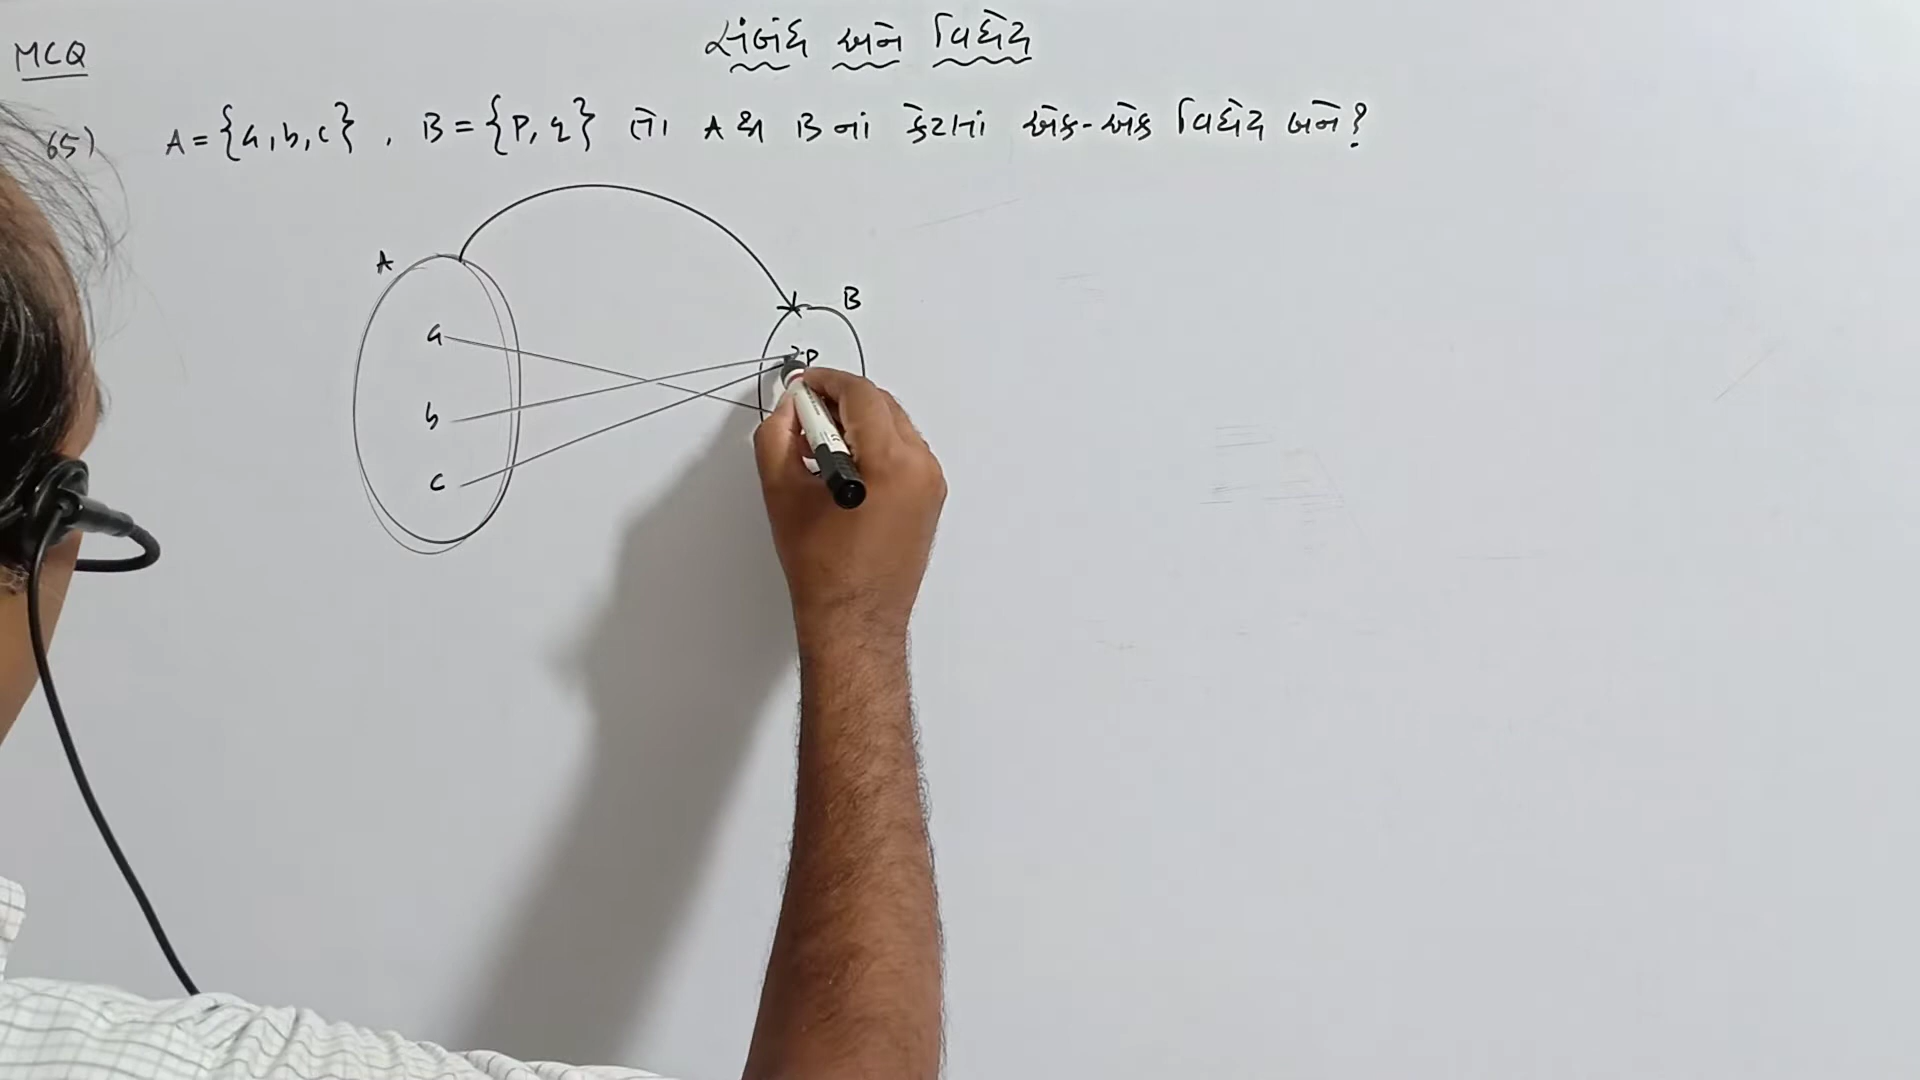 MCQ
સંબંધ અને વિધેય
65) A = {a, b, c} , B = {p, q} તો A થી B નાં કેટલાં એક-એક વિધેય બને?
A
B
a
p
b
c